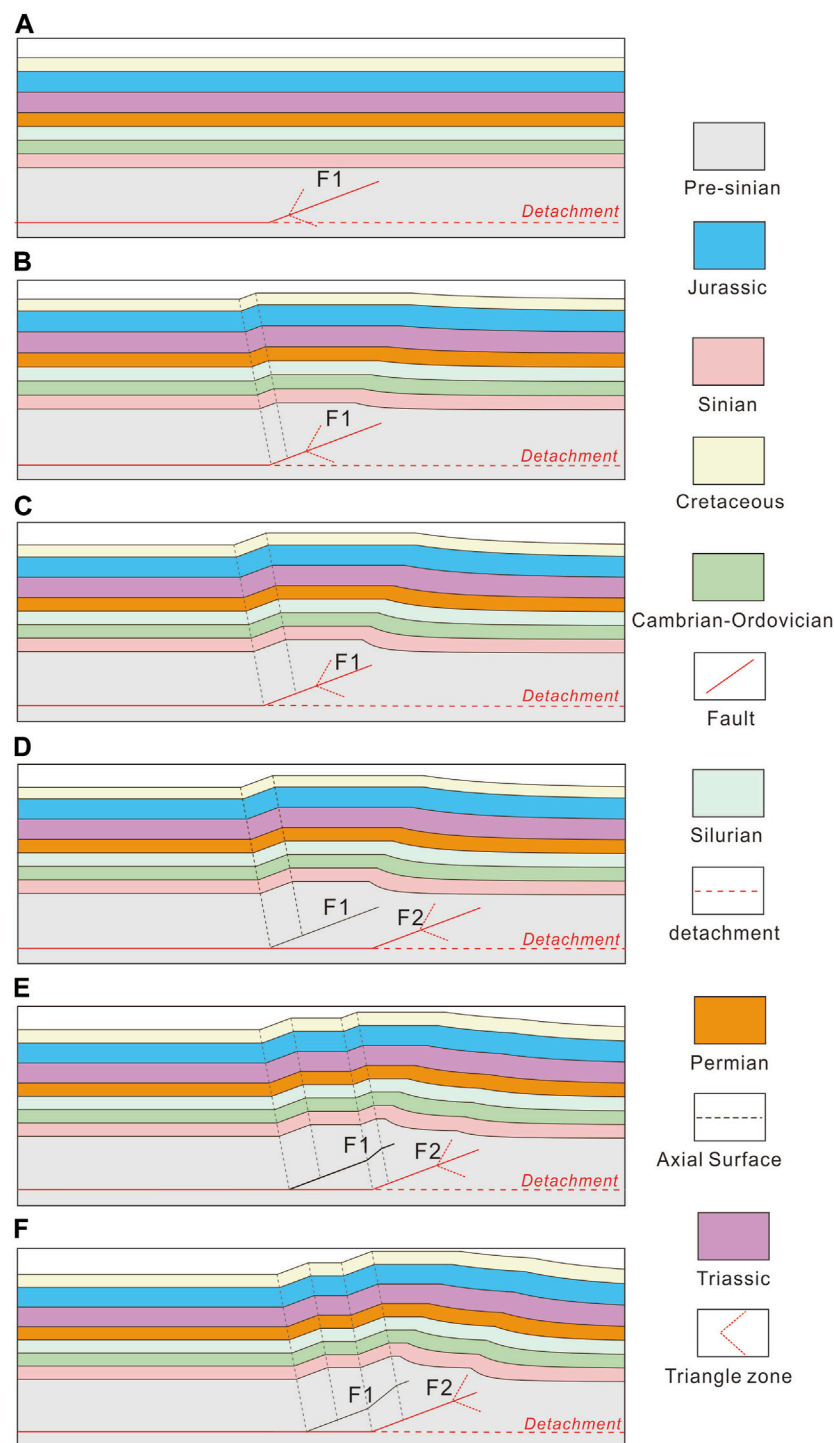 A
F1
Detachment
B
F1
Detachment
C
F1
Detachment
D
F1
F2
Detachment
E
F1
F2
Detachment
F
F1
F2
Detachment
Pre-sinian
Jurassic
Sinian
Cretaceous
Cambrian-Ordovician
Fault
Silurian
detachment
Permian
Axial Surface
Triassic
Triangle zone